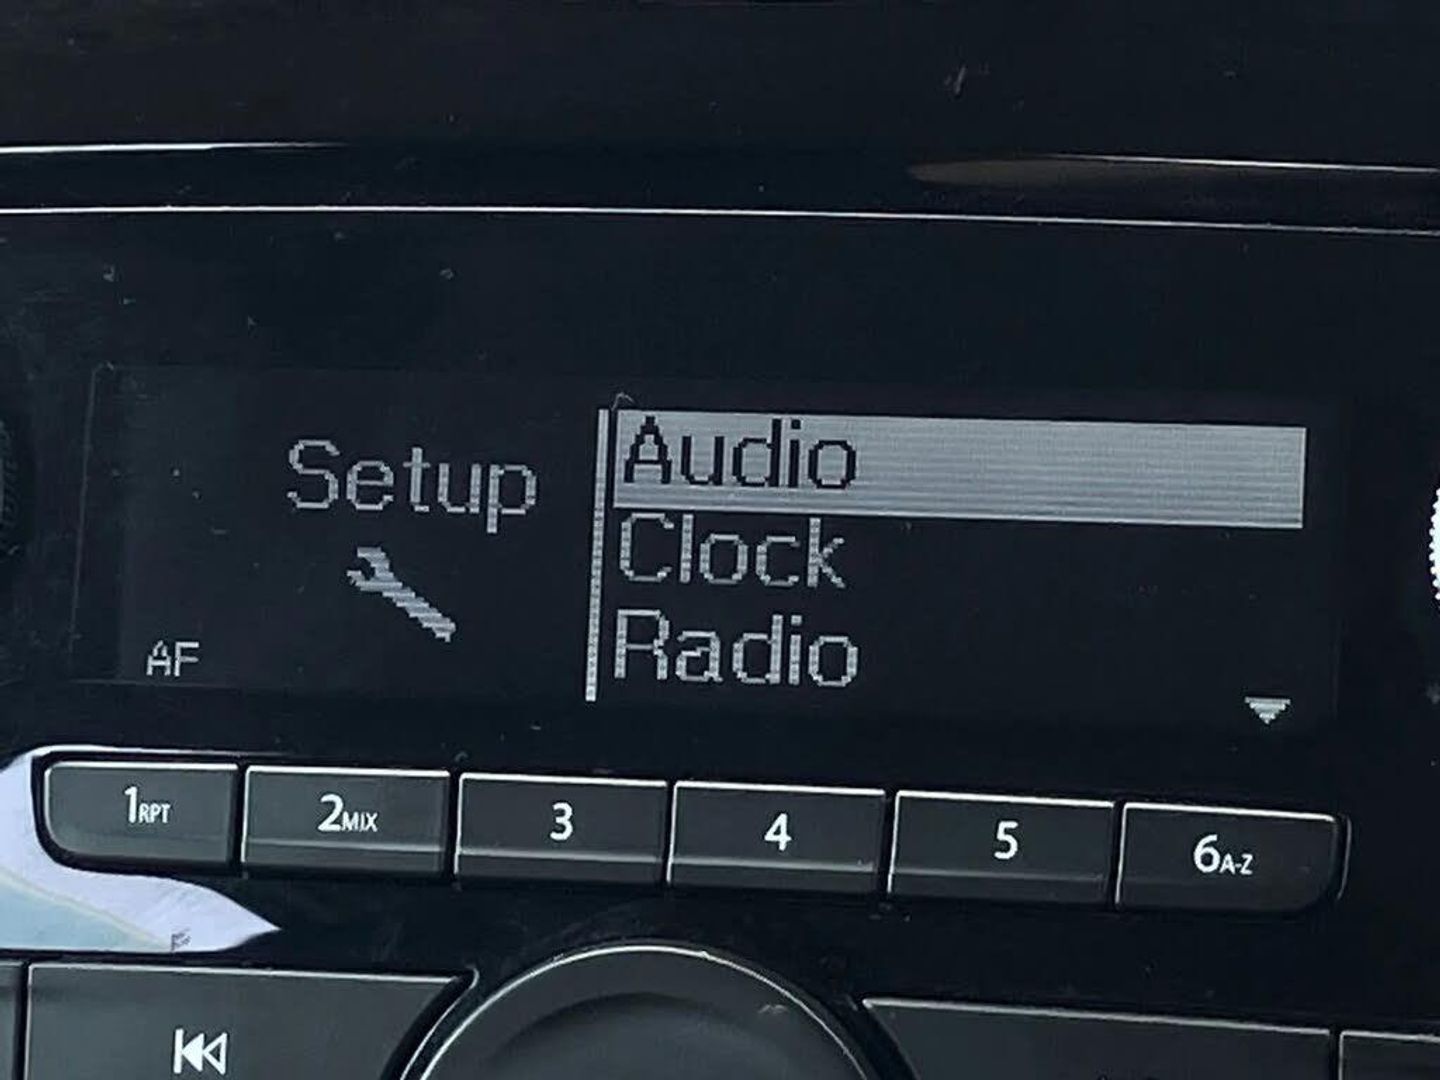 Setup
AF
Audio
Clock
Radio
1RPT
2MIX
3
4
5
6A-Z